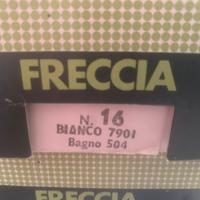 FRECCIA
N. 16
BIANCO 7901
Bagno 504
FRECCIA